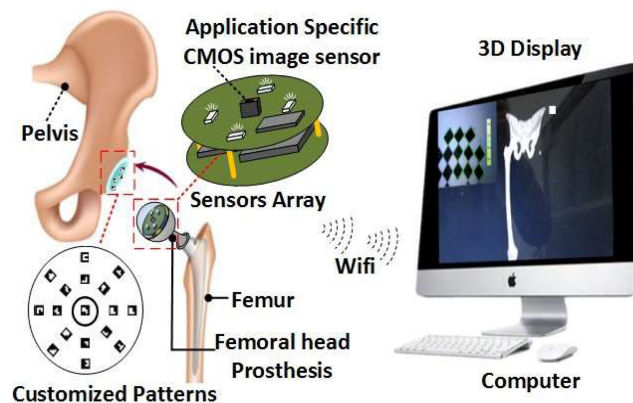 Application Specific
CMOS image sensor
3D Display
Pelvis
Sensors Array
Wifi
Femur
Femoral head
Prosthesis
Customized Patterns
Computer